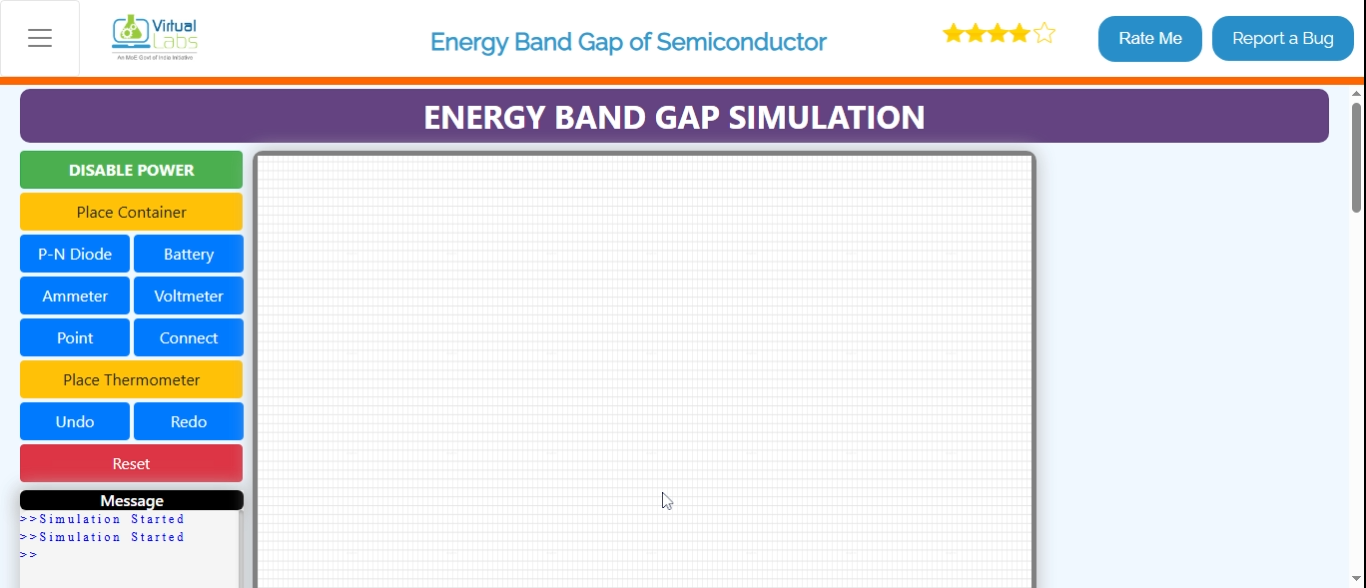 Virtual
Labs
An MoE Govt of India Initiative
Energy Band Gap of Semiconductor
Rate Me
Report a Bug
ENERGY BAND GAP SIMULATION
DISABLE POWER
Place Container
P-N Diode
Battery
Ammeter
Voltmeter
Point
Connect
Place Thermometer
Undo
Redo
Reset
Message
>>Simulation Started
>>Simulation Started
>>